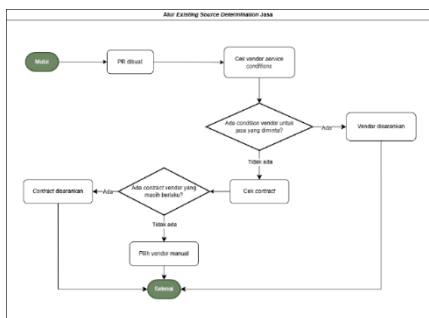 Alur Existing Source Determination Jasa
Mulai
PR dibuat
Cek vendor service
conditions
Ada condition vendor untuk
jasa yang diminta?
Ada
Vendor disarankan
Tidak ada
Cek contract
Ada contract vendor yang
masih berlaku?
Ada
Contract disarankan
Tidak ada
Pilih vendor manual
Selesai